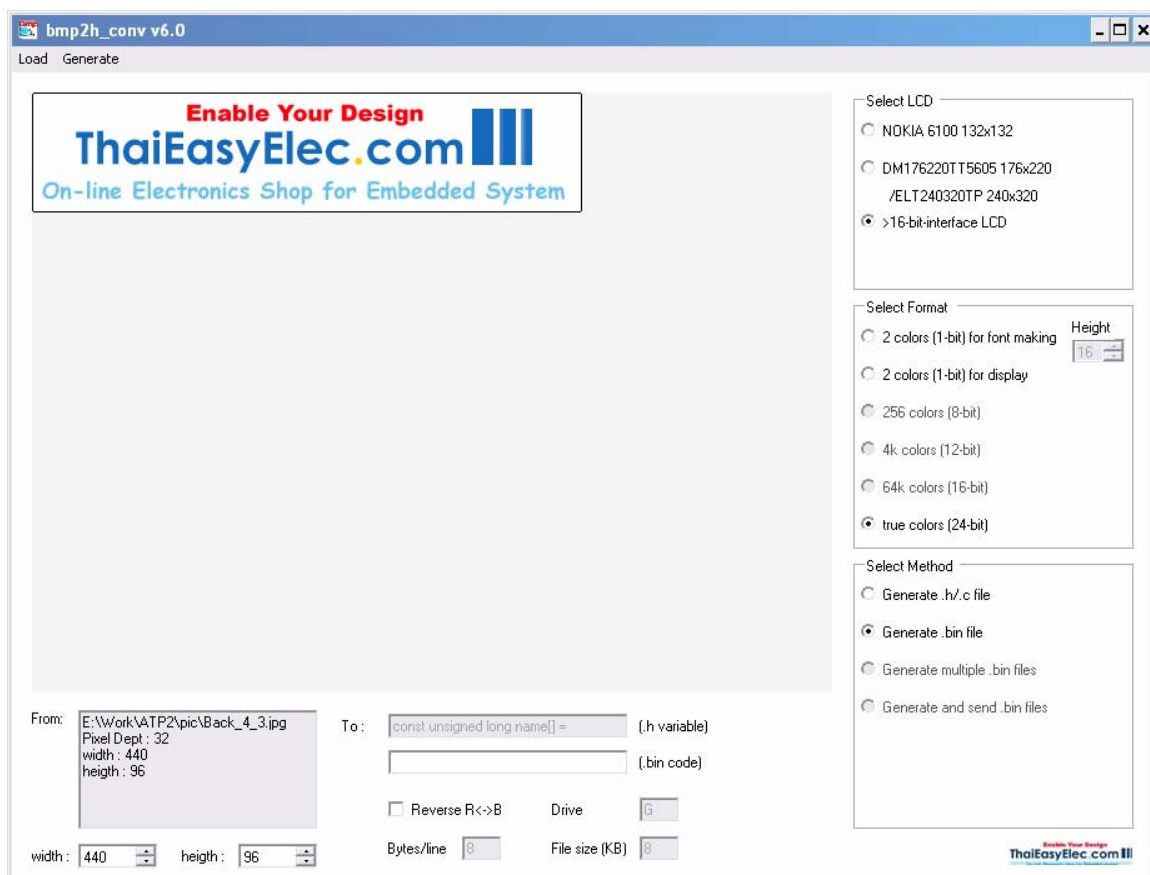 bmp2h_conv v6.0
Load Generate
Enable Your Design
ThaiEasyElec.com
On-line Electronics Shop for Embedded System
Select LCD
NOKIA 6100 132x132
DM176220TT5605 176x220
/ELT240320TP 240x320
>16-bit-interface LCD
Select Format
2 colors (1-bit) for font making
Height
16
2 colors (1-bit) for display
256 colors (8-bit)
4k colors (12-bit)
64k colors (16-bit)
true colors (24-bit)
Select Method
Generate .h/.c file
Generate .bin file
Generate multiple .bin files
Generate and send .bin files
From:
E:\Work\ATP2\pic\Back_4_3.jpg
Pixel Dept : 32
width : 440
heigth : 96
To :
const unsigned long name[] =
(.h variable)
(.bin code)
Reverse R<->B
Drive
G
width : 440
heigth : 96
Bytes/line 8
File size (KB) 8
Enable Your Design
ThaiEasyElec.com